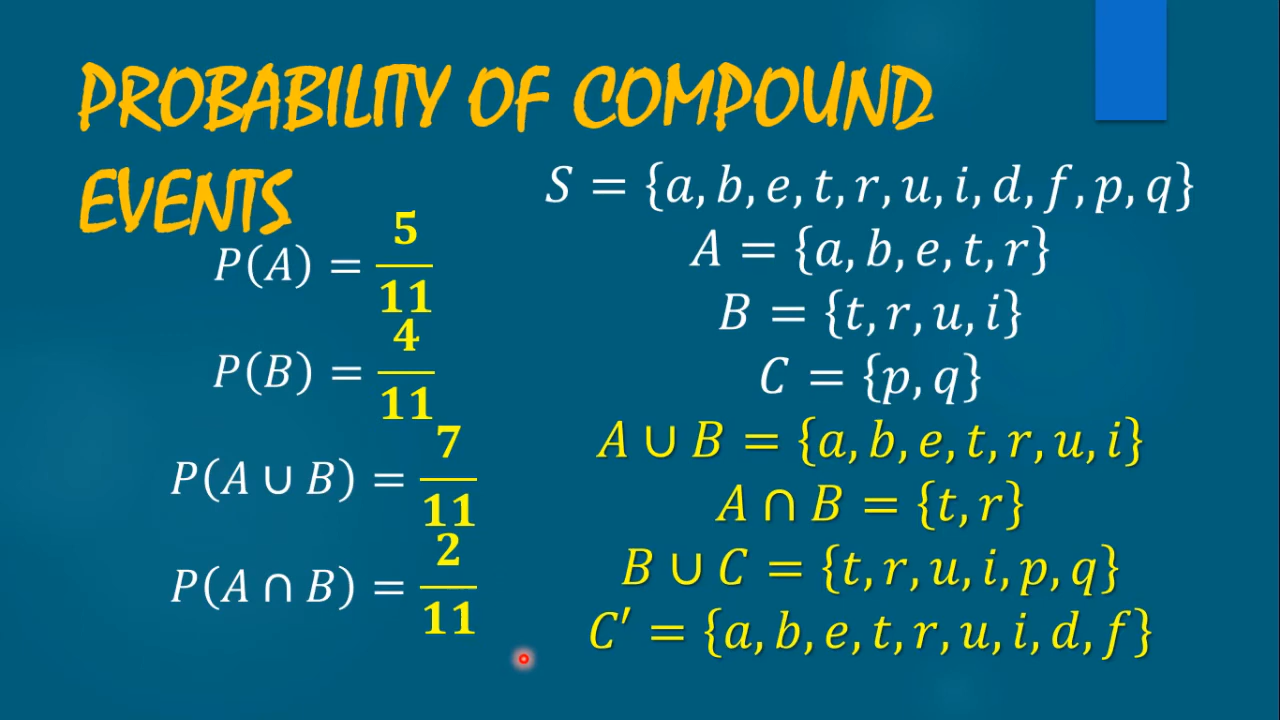 PROBABILITY OF COMPOUND
EVENTS
P(A) = 5/11
P(B) = 4/11
P(A ∪ B) = 7/11
P(A ∩ B) = 2/11
S = {a, b, e, t, r, u, i, d, f, p, q}
A = {a, b, e, t, r}
B = {t, r, u, i}
C = {p, q}
A ∪ B = {a, b, e, t, r, u, i}
A ∩ B = {t, r}
B ∪ C = {t, r, u, i, p, q}
C′ = {a, b, e, t, r, u, i, d, f}